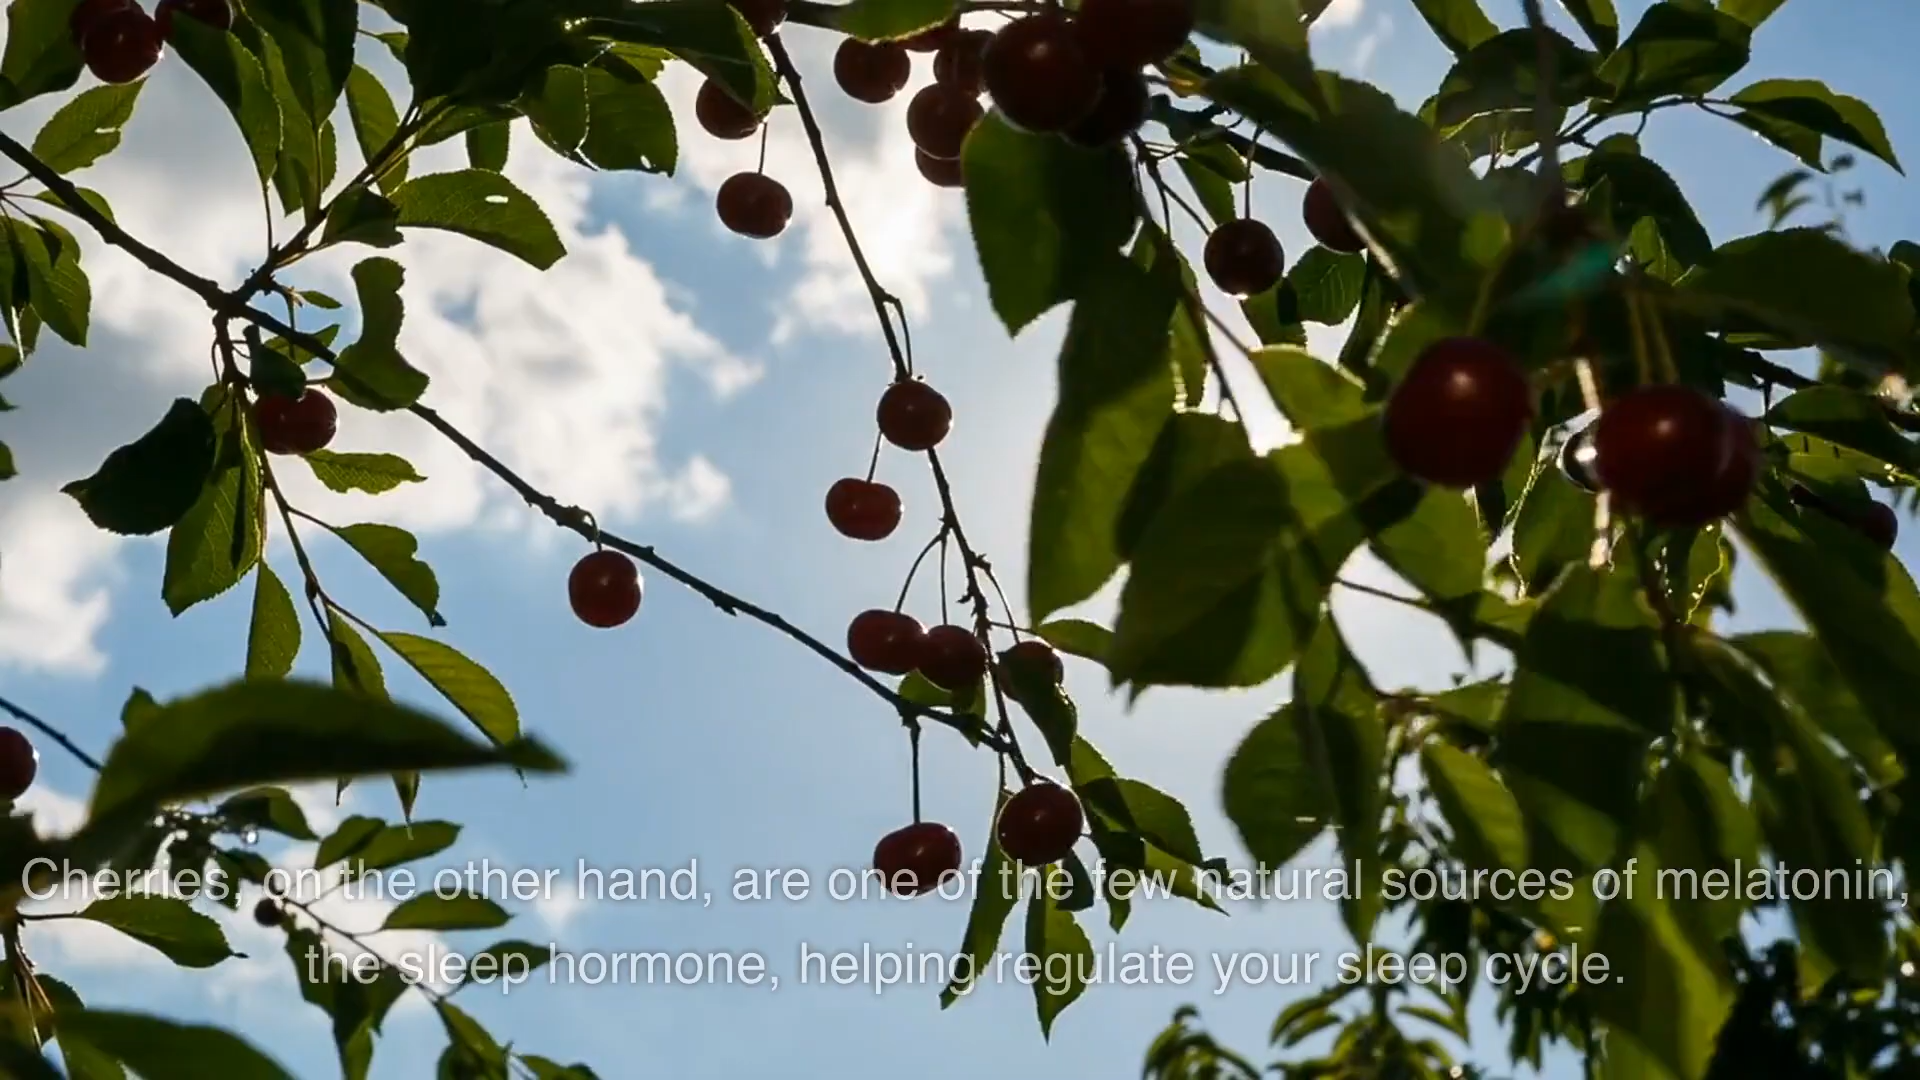 Cherries, on the other hand, are one of the few natural sources of melatonin,
the sleep hormone, helping regulate your sleep cycle.